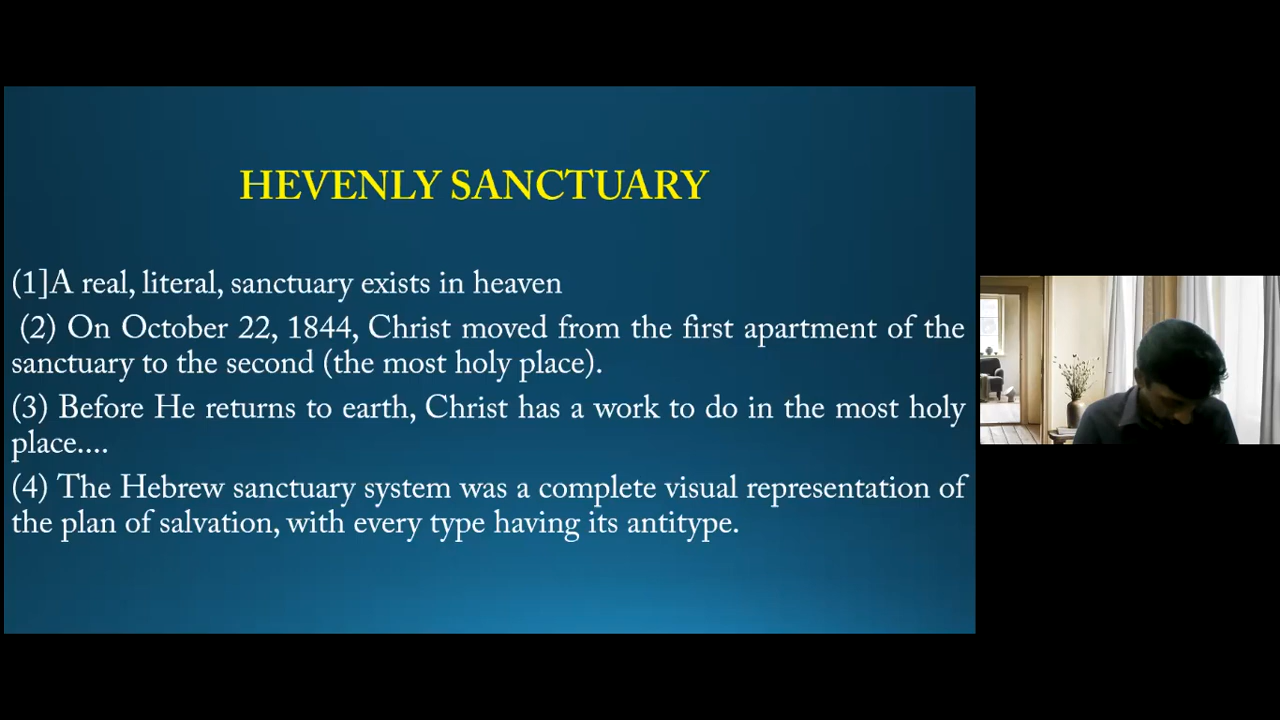 HEVENLY SANCTUARY
(1]A real, literal, sanctuary exists in heaven
(2) On October 22, 1844, Christ moved from the first apartment of the
sanctuary to the second (the most holy place).
(3) Before He returns to earth, Christ has a work to do in the most holy
place....
(4) The Hebrew sanctuary system was a complete visual representation of
the plan of salvation, with every type having its antitype.